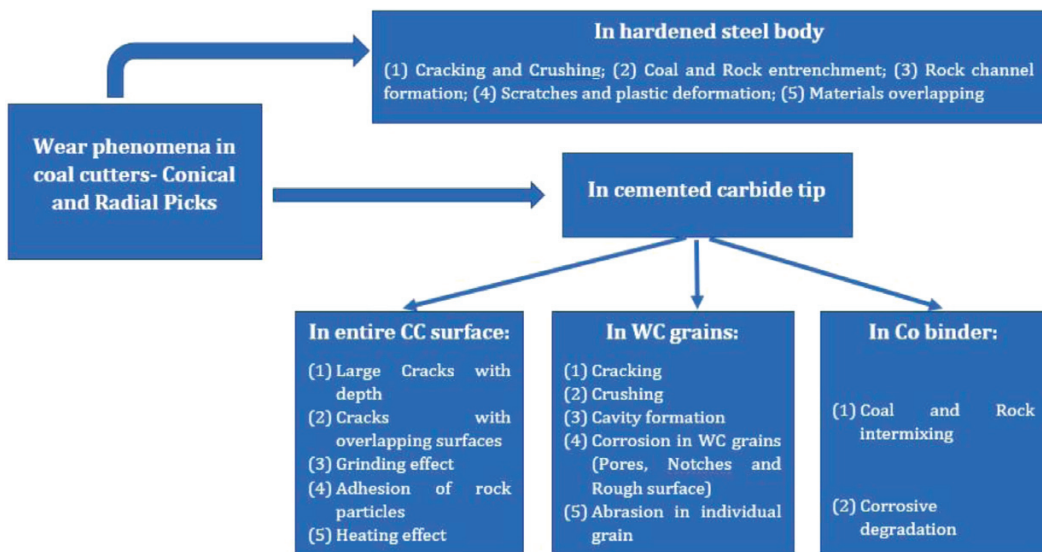 In hardened steel body
(1) Cracking and Crushing; (2) Coal and Rock entrenchment; (3) Rock channel
formation; (4) Scratches and plastic deformation; (5) Materials overlapping
Wear phenomena in
coal cutters- Conical
and Radial Picks
In cemented carbide tip
In entire CC surface:
(1) Large Cracks with
depth
(2) Cracks with
overlapping surfaces
(3) Grinding effect
(4) Adhesion of rock
particles
(5) Heating effect
In WC grains:
(1) Cracking
(2) Crushing
(3) Cavity formation
(4) Corrosion in WC grains
(Pores, Notches and
Rough surface)
(5) Abrasion in individual
grain
In Co binder:
(1) Coal and Rock
intermixing
(2) Corrosive
degradation